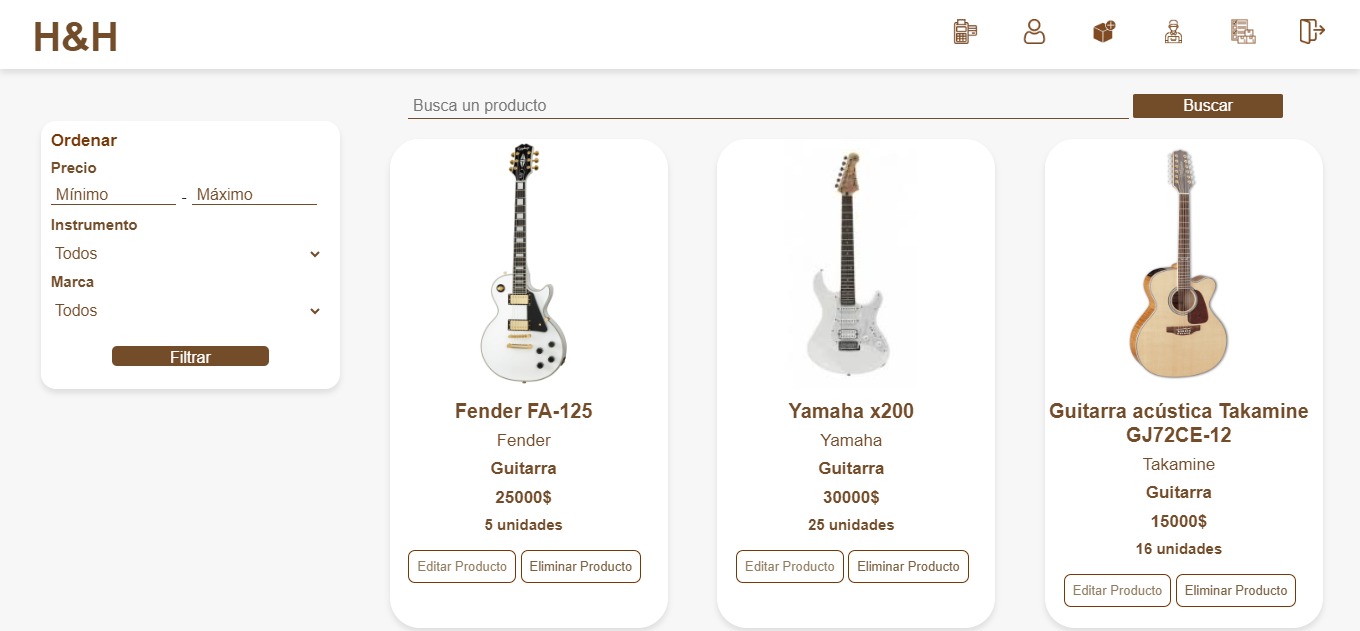 H&H
Busca un producto
Buscar
Ordenar
Precio
Mínimo - Máximo
Instrumento
Todos
Marca
Todos
Filtrar
Fender FA-125
Fender
Guitarra
25000$
5 unidades
Editar Producto Eliminar Producto
Yamaha x200
Yamaha
Guitarra
30000$
25 unidades
Editar Producto Eliminar Producto
Guitarra acústica Takamine
GJ72CE-12
Takamine
Guitarra
15000$
16 unidades
Editar Producto Eliminar Producto